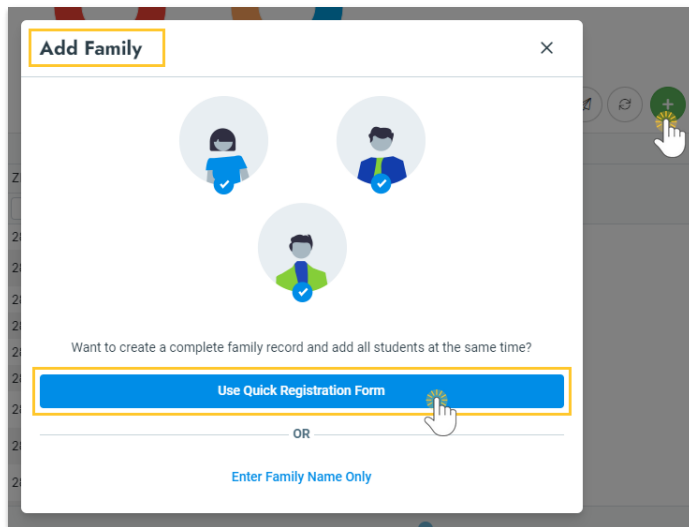 Add Family
Want to create a complete family record and add all students at the same time?
Use Quick Registration Form
OR
Enter Family Name Only